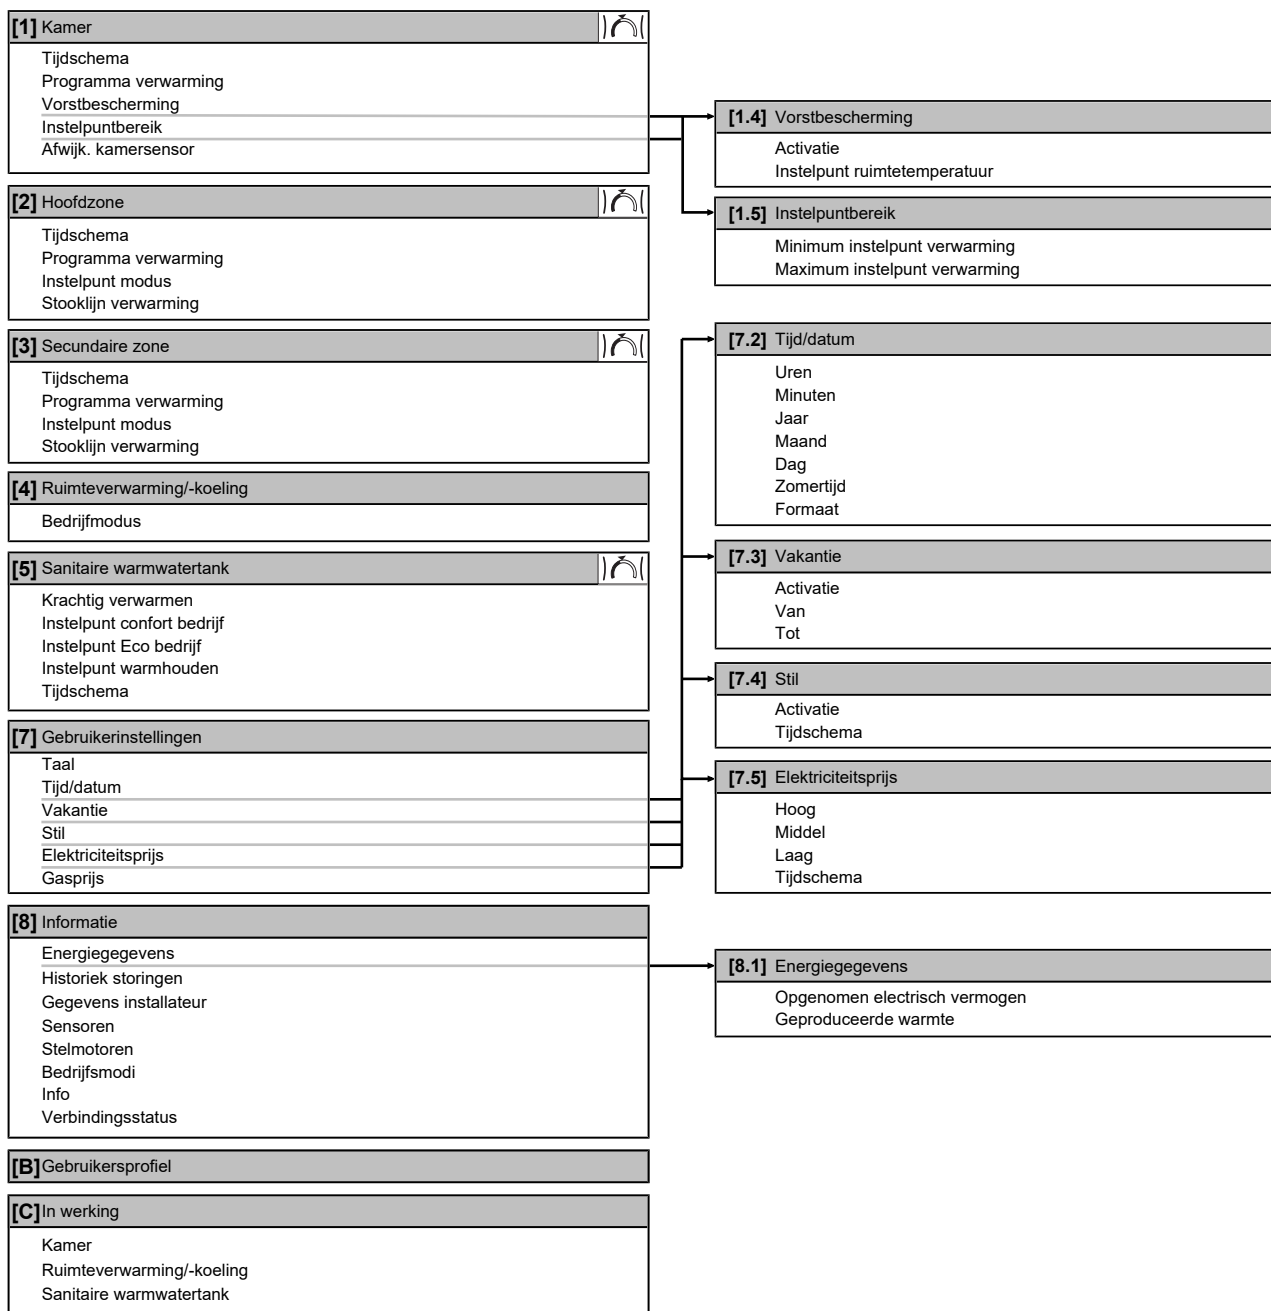 [1] Kamer
Tijdschema
Programma verwarming
Vorstbescherming
Instelpuntbereik
Afwijk. kamersensor
[2] Hoofdzone
Tijdschema
Programma verwarming
Instelpunt modus
Stooklijn verwarming
[3] Secundaire zone
Tijdschema
Programma verwarming
Instelpunt modus
Stooklijn verwarming
[4] Ruimteverwarming/-koeling
Bedrijfmodus
[5] Sanitaire warmwatertank
Krachtig verwarmen
Instelpunt confort bedrijf
Instelpunt Eco bedrijf
Instelpunt warmhouden
Tijdschema
[7] Gebruikerinstellingen
Taal
Tijd/datum
Vakantie
Stil
Elektriciteitsprijs
Gasprijs
[8] Informatie
Energiegegevens
Historiek storingen
Gegevens installateur
Sensoren
Stelmotoren
Bedrijfsmodi
Info
Verbindingsstatus
[B] Gebruikersprofiel
[C] In werking
Kamer
Ruimteverwarming/-koeling
Sanitaire warmwatertank
[1.4] Vorstbescherming
Activatie
Instelpunt ruimtetemperatuur
[1.5] Instelpuntbereik
Minimum instelpunt verwarming
Maximum instelpunt verwarming
[7.2] Tijd/datum
Uren
Minuten
Jaar
Maand
Dag
Zomertijd
Formaat
[7.3] Vakantie
Activatie
Van
Tot
[7.4] Stil
Activatie
Tijdschema
[7.5] Elektriciteitsprijs
Hoog
Middel
Laag
Tijdschema
[8.1] Energiegegevens
Opgenomen electrisch vermogen
Geproduceerde warmte